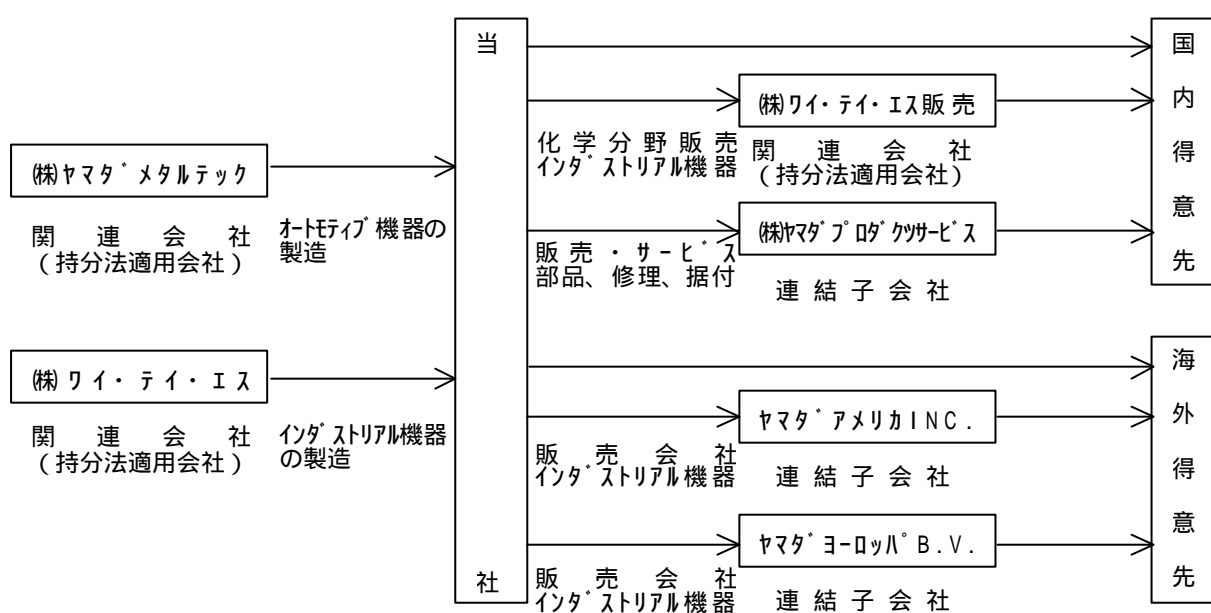 当社
国内得意先
㈱ワイ・テイ・エス販売
化学分野販売
インダストリアル機器
関連会社
(持分法適用会社)
㈱ヤマダメタルテック
関連会社
(持分法適用会社)
オートモティブ機器の
製造
㈱ヤマダプロダクツサービス
販売・サービス
部品、修理、据付
連結子会社
㈱ワイ・テイ・エス
関連会社
(持分法適用会社)
インダストリアル機器
の製造
海外得意先
ヤマダアメリカINC.
販売会社
インダストリアル機器
連結子会社
ヤマダヨーロッパB.V.
販売会社
インダストリアル機器
連結子会社